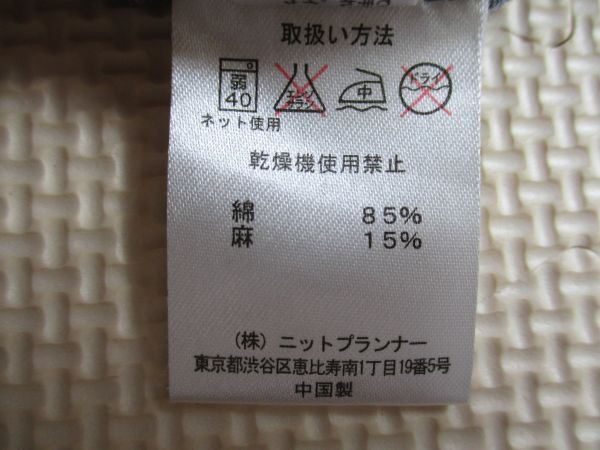 取扱い方法
弱 40 エンソ サラシ 中 ドライ
ネット使用
乾燥機使用禁止
綿 85%
麻 15%
(株) ニットプランナー
東京都渋谷区恵比寿南1丁目19番5号
中国製